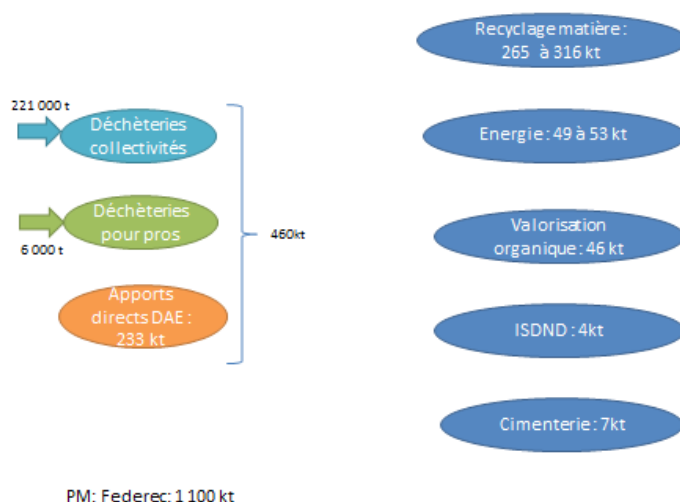 221 000 t
Déchèteries
collectivités
Déchèteries
pour pros
6 000 t
Apports
directs DAE :
233 kt
460kt
Recyclage matière :
265 à 316 kt
Energie : 49 à 53 kt
Valorisation
organique : 46 kt
ISDND : 4kt
Cimenterie : 7kt
PM: Federec: 1 100 kt